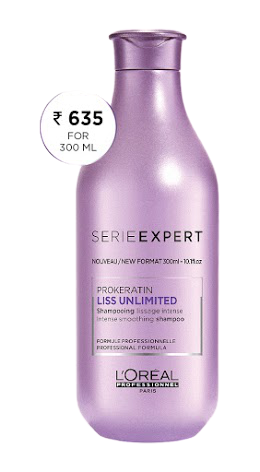 ₹ 635
FOR
300 ML
SERIEEXPERT
NOUVEAU/NEW FORMAT 300ml - 10.1fl.oz
PROKERATIN
LISS UNLIMITED
Shampooing lissage intense
Intense smoothing shampoo
FORMULE PROFESSIONNELLE
PROFESSIONAL FORMULA
L'ORÉAL
PROFESSIONNEL
PARIS